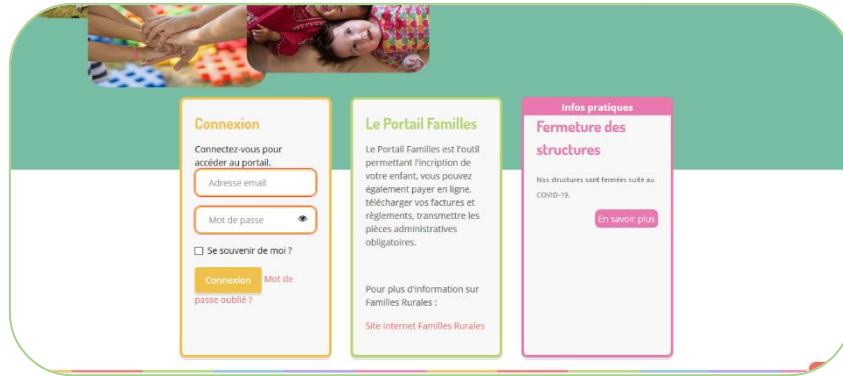 Connexion
Connectez-vous pour
accéder au portail.
Adresse email
Mot de passe
Se souvenir de moi ?
Connexion Mot de
passe oublié ?
Le Portail Familles
Le Portail Familles est l'outil
permettant l'incription de
votre enfant, vous pouvez
également payer en ligne,
télécharger vos factures et
règlements, transmettre les
pièces administratives
obligatoires.
Pour plus d'information sur
Familles Rurales :
Site internet Familles Rurales
Infos pratiques
Fermeture des
structures
Nos structures sont fermées suite au
COVID-19.
En savoir plus